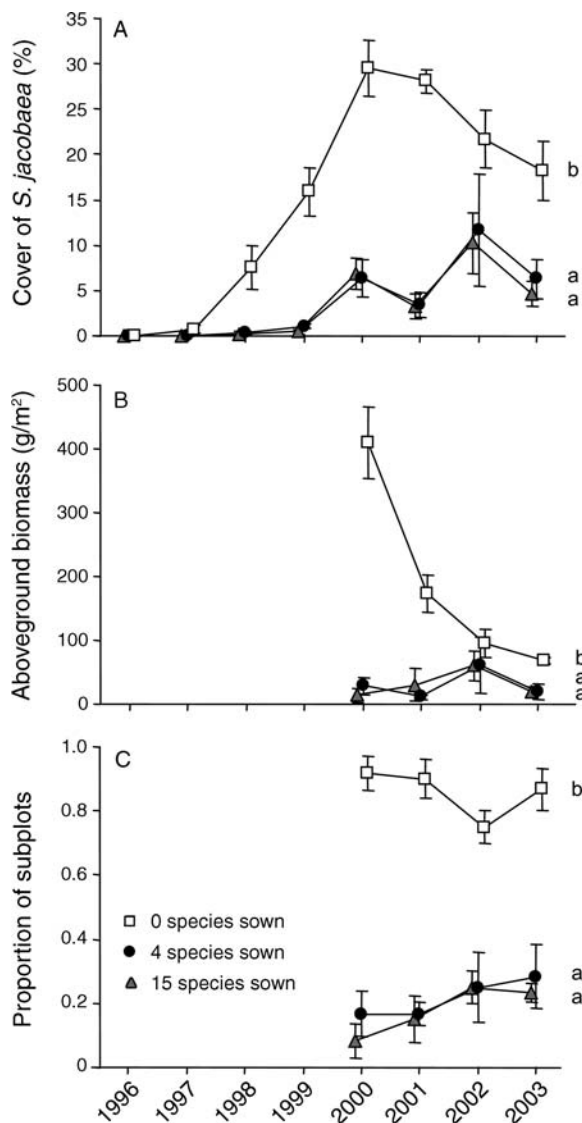 A
Cover of S. jacobaea (%)
35
30
25
20
15
10
5
0
b
a
a
B
Aboveground biomass (g/m²)
500
400
300
200
100
0
b
a
a
C
Proportion of subplots
1.0
0.8
0.6
0.4
0.2
0
b
a
a
0 species sown
4 species sown
15 species sown
1996
1997
1998
1999
2000
2001
2002
2003